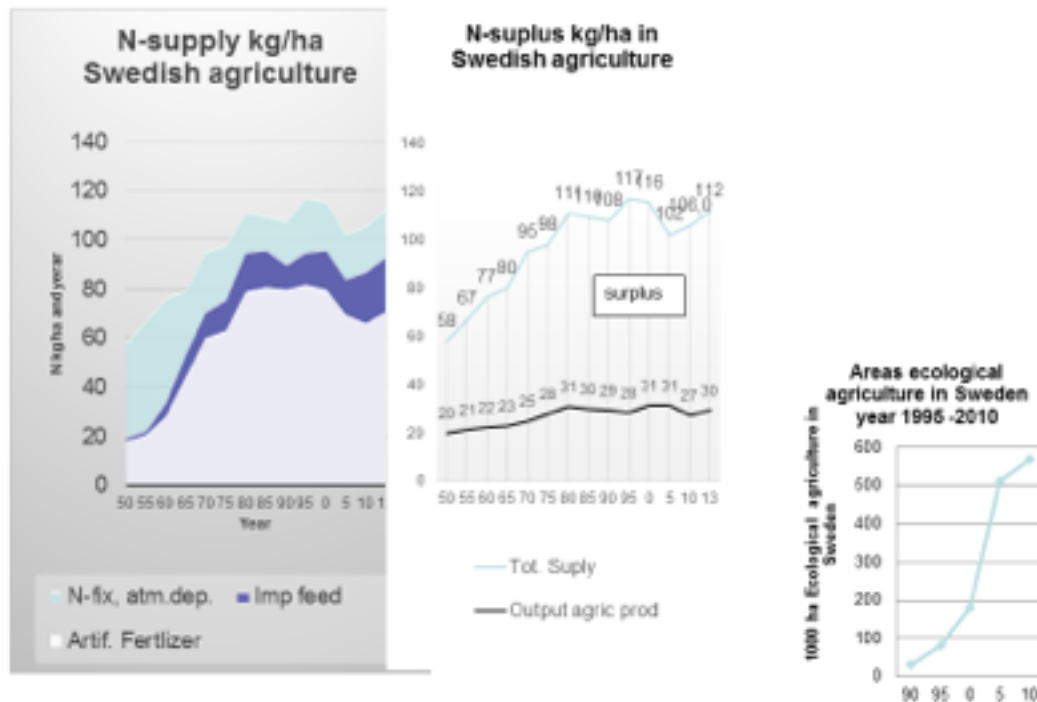 N-supply kg/ha
Swedish agriculture
140
120
100
80
60
40
20
0
N kg ha and yerar
50 55 60 65 70 75 80 85 90 95 0 5 10 1
Year
N-fix, atm.dep.
Imp feed
Artif. Fertlizer
N-suplus kg/ha in
Swedish agriculture
140
120
100
80
60
40
20
0
58 67 77 80 95 98 111 110 108 117 116 102 106,0 112
surplus
20 21 22 23 25 28 31 30 29 28 31 31 27 30
50 55 60 65 70 75 80 85 90 95 0 5 10 13
Tot. Suply
Output agric prod
Areas ecological
agriculture in Sweden
year 1995 -2010
1000 ha Ecological agriculture in
Sweden
600
500
400
300
200
100
0
90 95 0 5 10